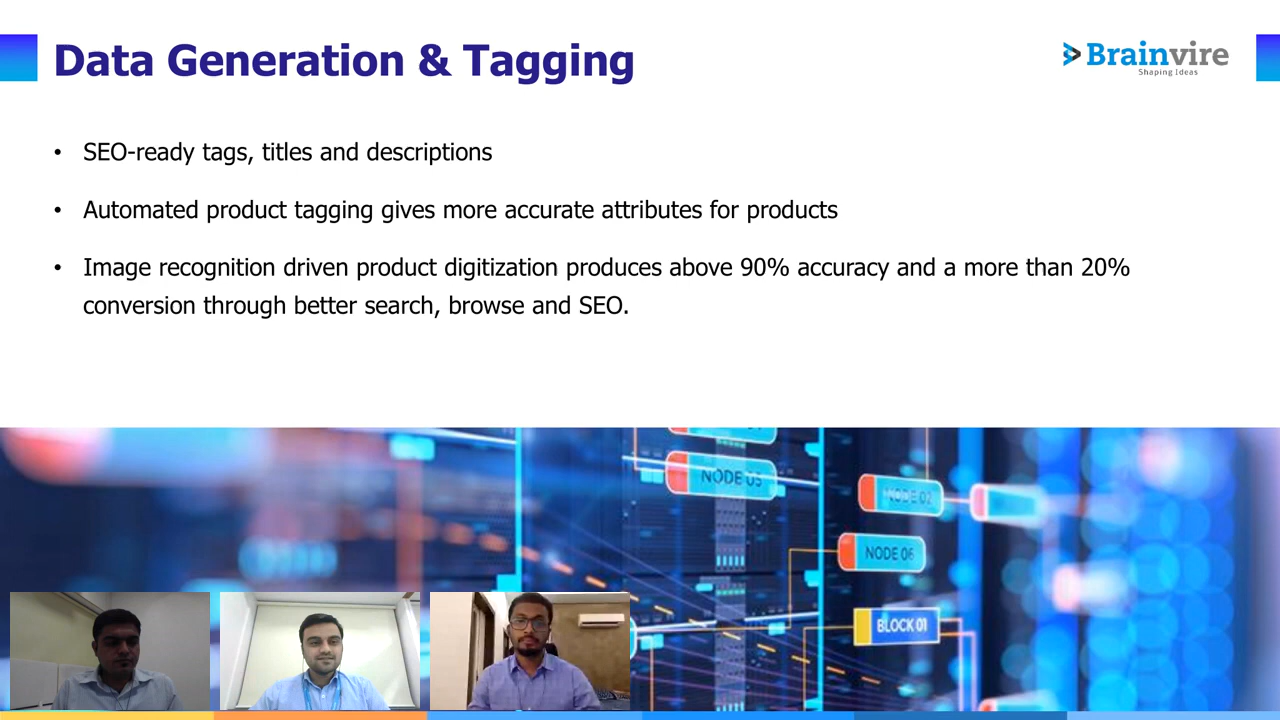 Data Generation & Tagging
Brainvire
Shaping Ideas
• SEO-ready tags, titles and descriptions
• Automated product tagging gives more accurate attributes for products
• Image recognition driven product digitization produces above 90% accuracy and a more than 20%
conversion through better search, browse and SEO.
NODE 05
NODE 02
NODE 06
BLOCK 01